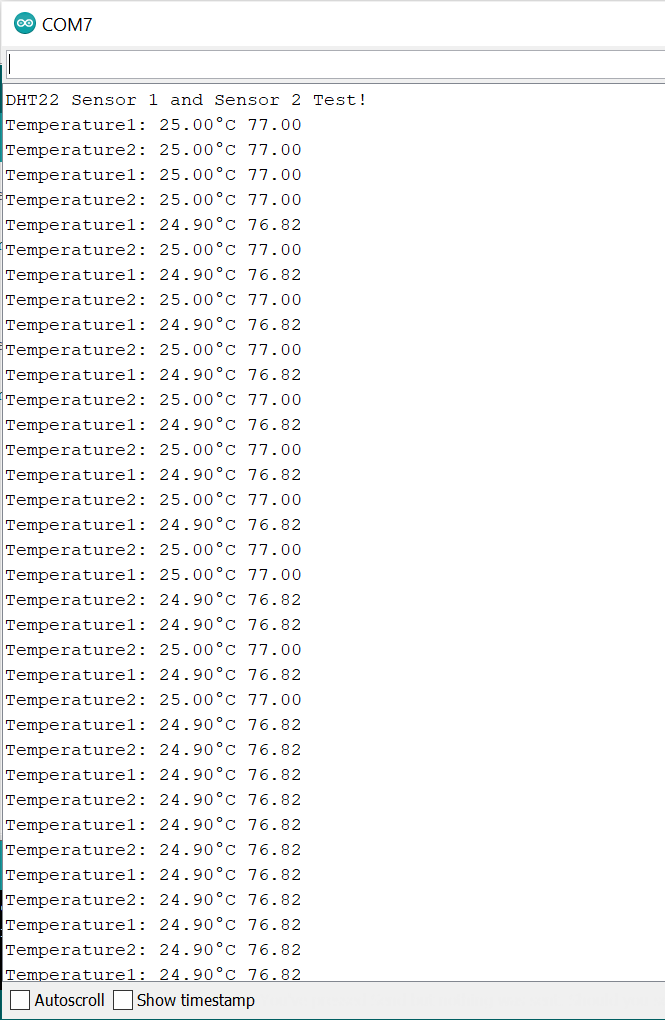 COM7
DHT22 Sensor 1 and Sensor 2 Test!
Temperature1: 25.00°C 77.00
Temperature2: 25.00°C 77.00
Temperature1: 25.00°C 77.00
Temperature2: 25.00°C 77.00
Temperature1: 24.90°C 76.82
Temperature2: 25.00°C 77.00
Temperature1: 24.90°C 76.82
Temperature2: 25.00°C 77.00
Temperature1: 24.90°C 76.82
Temperature2: 25.00°C 77.00
Temperature1: 24.90°C 76.82
Temperature2: 25.00°C 77.00
Temperature1: 24.90°C 76.82
Temperature2: 25.00°C 77.00
Temperature1: 24.90°C 76.82
Temperature2: 25.00°C 77.00
Temperature1: 24.90°C 76.82
Temperature2: 25.00°C 77.00
Temperature1: 25.00°C 77.00
Temperature2: 24.90°C 76.82
Temperature1: 24.90°C 76.82
Temperature2: 25.00°C 77.00
Temperature1: 24.90°C 76.82
Temperature2: 25.00°C 77.00
Temperature1: 24.90°C 76.82
Temperature2: 24.90°C 76.82
Temperature1: 24.90°C 76.82
Temperature2: 24.90°C 76.82
Temperature1: 24.90°C 76.82
Temperature2: 24.90°C 76.82
Temperature1: 24.90°C 76.82
Temperature2: 24.90°C 76.82
Temperature1: 24.90°C 76.82
Temperature2: 24.90°C 76.82
Temperature1: 24.90°C 76.82
Autoscroll Show timestamp